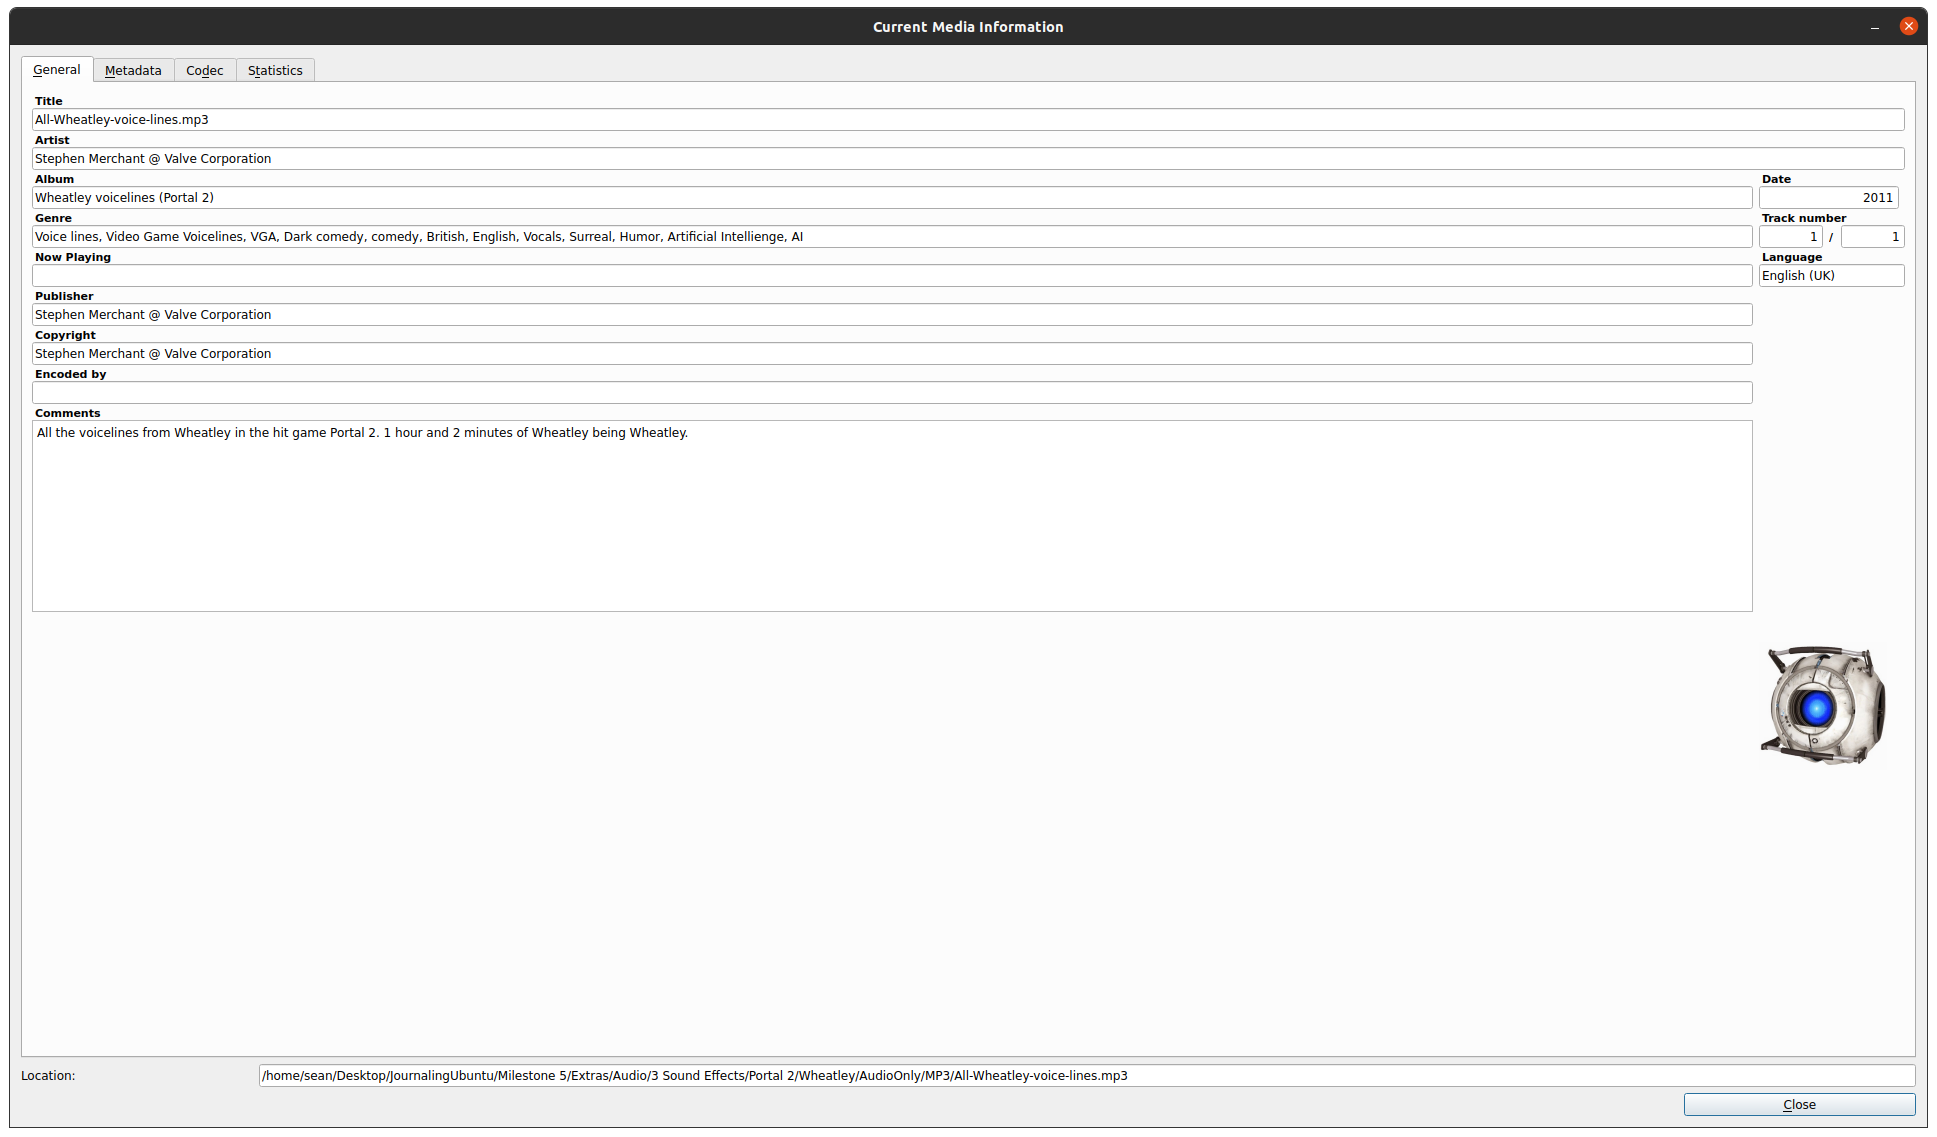 Current Media Information
General Metadata Codec Statistics
Title
All-Wheatley-voice-lines.mp3
Artist
Stephen Merchant @ Valve Corporation
Album Date
Wheatley voicelines (Portal 2) 2011
Genre Track number
Voice lines, Video Game Voicelines, VGA, Dark comedy, comedy, British, English, Vocals, Surreal, Humor, Artificial Intellienge, AI 1 / 1
Now Playing Language
English (UK)
Publisher
Stephen Merchant @ Valve Corporation
Copyright
Stephen Merchant @ Valve Corporation
Encoded by
Comments
All the voicelines from Wheatley in the hit game Portal 2. 1 hour and 2 minutes of Wheatley being Wheatley.
Location: /home/sean/Desktop/JournalingUbuntu/Milestone 5/Extras/Audio/3 Sound Effects/Portal 2/Wheatley/AudioOnly/MP3/All-Wheatley-voice-lines.mp3
Close